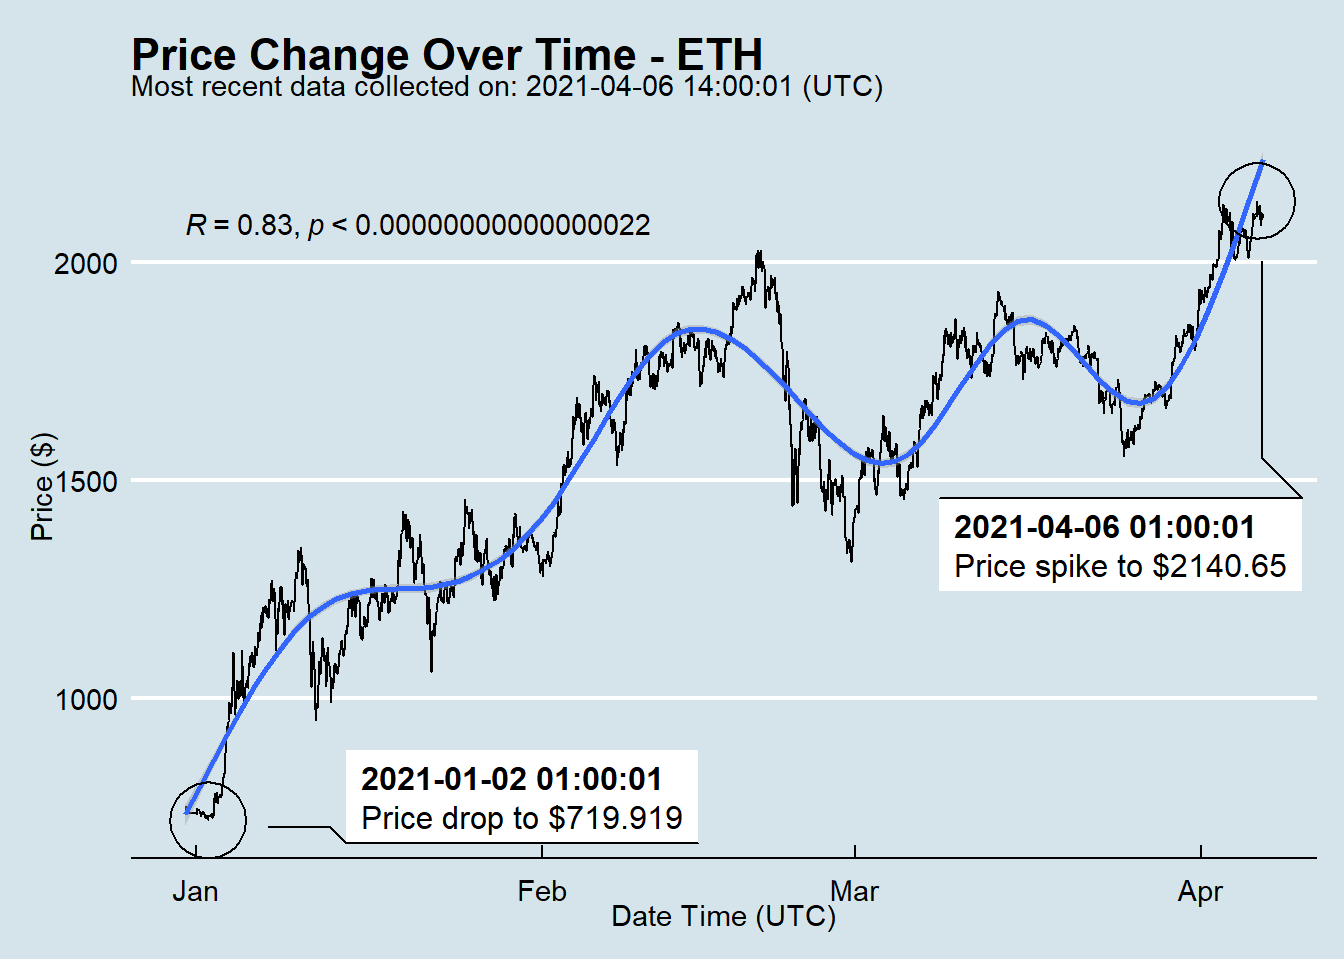 Price Change Over Time - ETH
Most recent data collected on: 2021-04-06 14:00:01 (UTC)
R = 0.83, p < 0.00000000000000022
2000
1500
1000
Price ($)
2021-04-06 01:00:01
Price spike to $2140.65
2021-01-02 01:00:01
Price drop to $719.919
Jan Feb Mar Apr
Date Time (UTC)